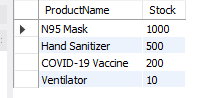 ProductName Stock
N95 Mask 1000
Hand Sanitizer 500
COVID-19 Vaccine 200
Ventilator 10